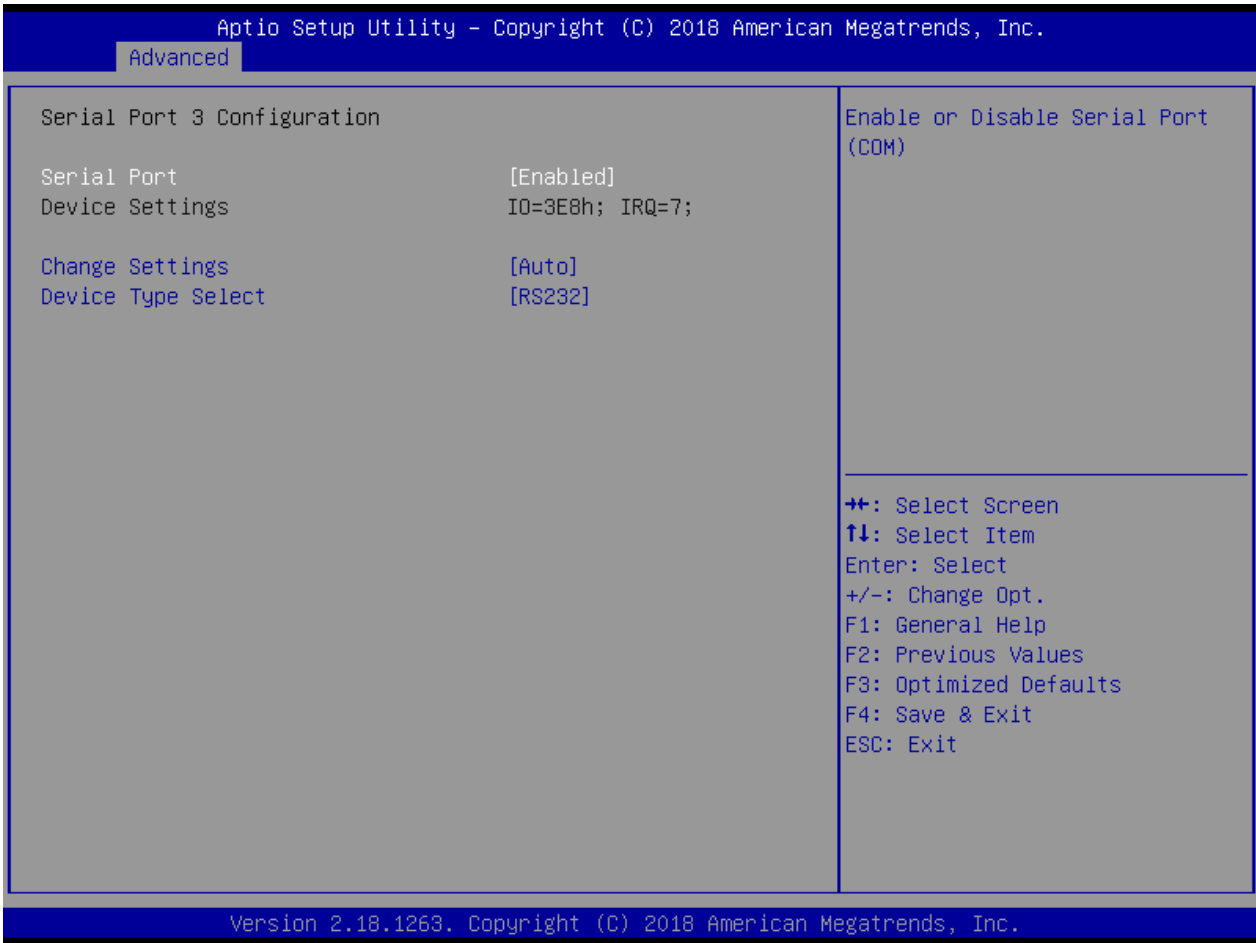 Aptio Setup Utility – Copyright (C) 2018 American Megatrends, Inc.
Advanced
Serial Port 3 Configuration
Serial Port [Enabled]
Device Settings IO=3E8h; IRQ=7;
Change Settings [Auto]
Device Type Select [RS232]
Enable or Disable Serial Port
(COM)
→←: Select Screen
↑↓: Select Item
Enter: Select
+/-: Change Opt.
F1: General Help
F2: Previous Values
F3: Optimized Defaults
F4: Save & Exit
ESC: Exit
Version 2.18.1263. Copyright (C) 2018 American Megatrends, Inc.